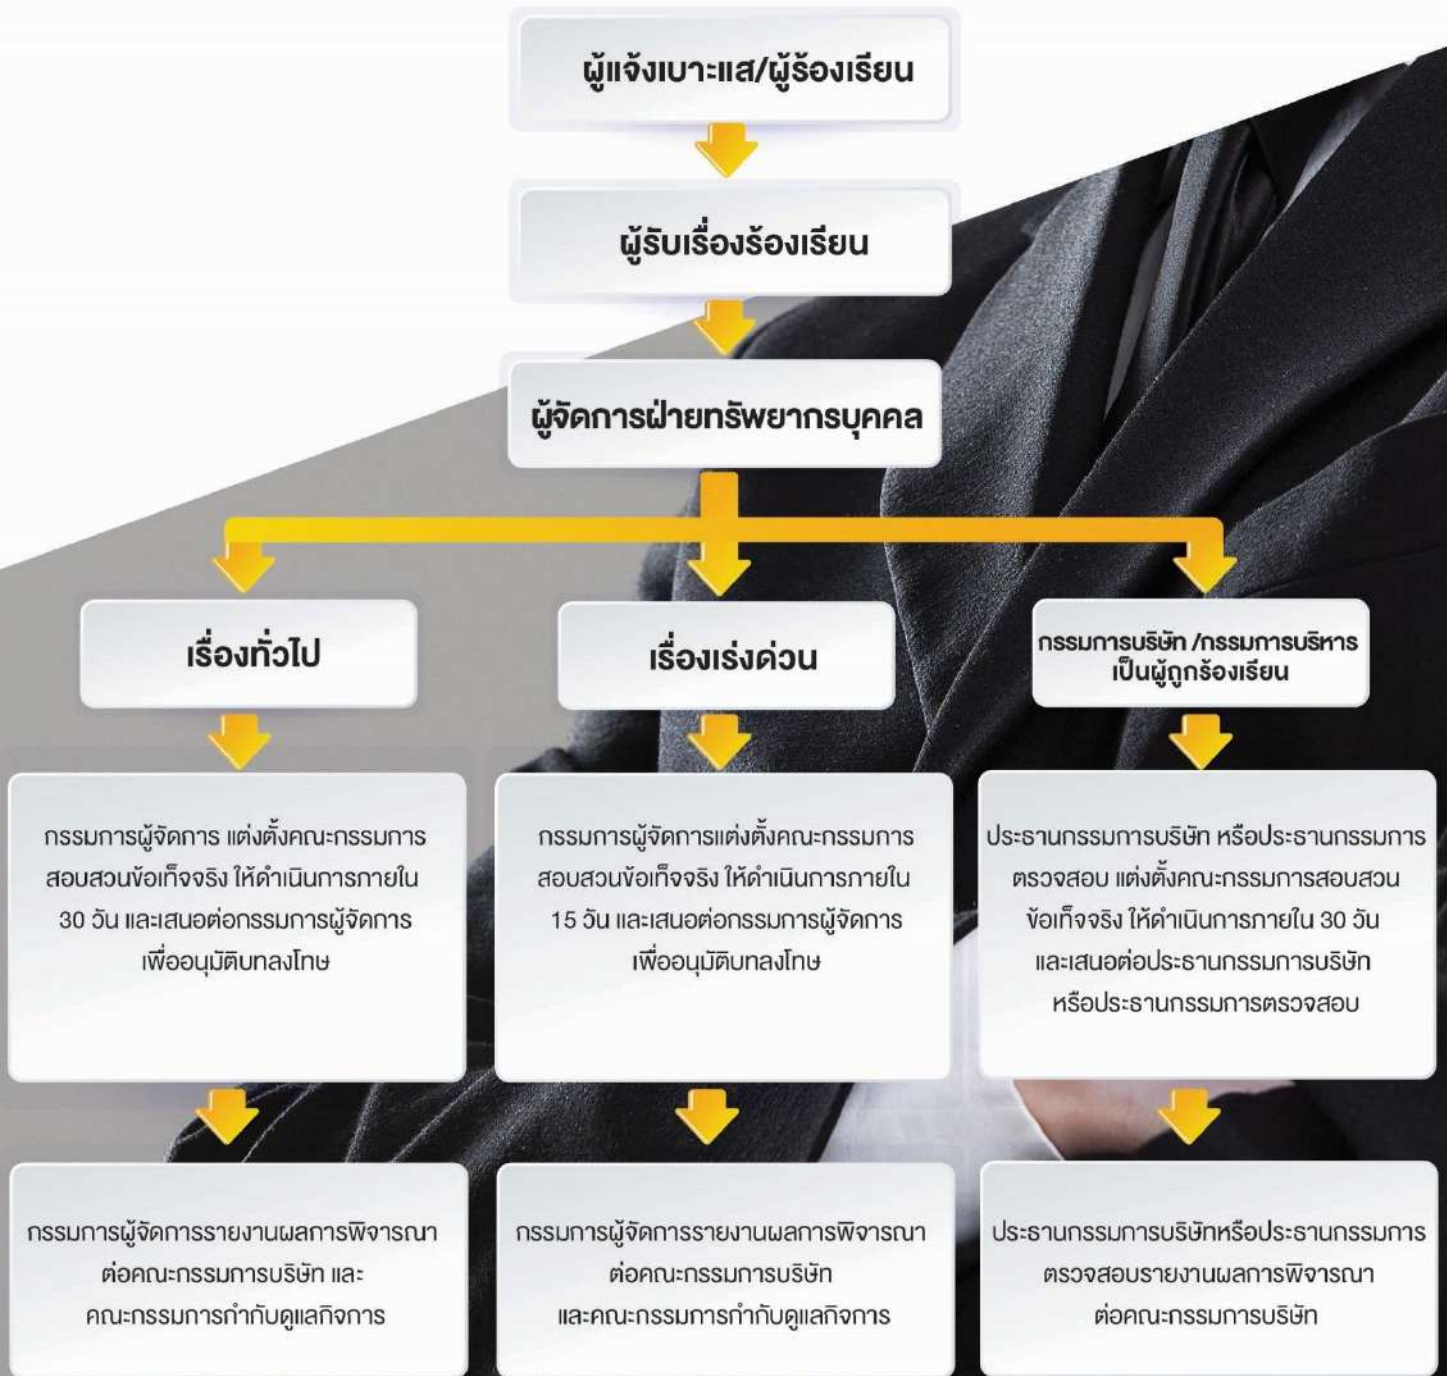 ผู้แจ้งเบาะแส/ผู้ร้องเรียน
ผู้รับเรื่องร้องเรียน
ผู้จัดการฝ่ายทรัพยากรบุคคล
เรื่องทั่วไป
เรื่องเร่งด่วน
กรรมการบริษัท /กรรมการบริหาร
เป็นผู้ถูกร้องเรียน
กรรมการผู้จัดการ แต่งตั้งคณะกรรมการ
สอบสวนข้อเท็จจริง ให้ดำเนินการภายใน
30 วัน และเสนอต่อกรรมการผู้จัดการ
เพื่ออนุมัติบทลงโทษ
กรรมการผู้จัดการแต่งตั้งคณะกรรมการ
สอบสวนข้อเท็จจริง ให้ดำเนินการภายใน
15 วัน และเสนอต่อกรรมการผู้จัดการ
เพื่ออนุมัติบทลงโทษ
ประธานกรรมการบริษัท หรือประธานกรรมการ
ตรวจสอบ แต่งตั้งคณะกรรมการสอบสวน
ข้อเท็จจริง ให้ดำเนินการภายใน 30 วัน
และเสนอต่อประธานกรรมการบริษัท
หรือประธานกรรมการตรวจสอบ
กรรมการผู้จัดการรายงานผลการพิจารณา
ต่อคณะกรรมการบริษัท และ
คณะกรรมการกำกับดูแลกิจการ
กรรมการผู้จัดการรายงานผลการพิจารณา
ต่อคณะกรรมการบริษัท
และคณะกรรมการกำกับดูแลกิจการ
ประธานกรรมการบริษัทหรือประธานกรรมการ
ตรวจสอบรายงานผลการพิจารณา
ต่อคณะกรรมการบริษัท